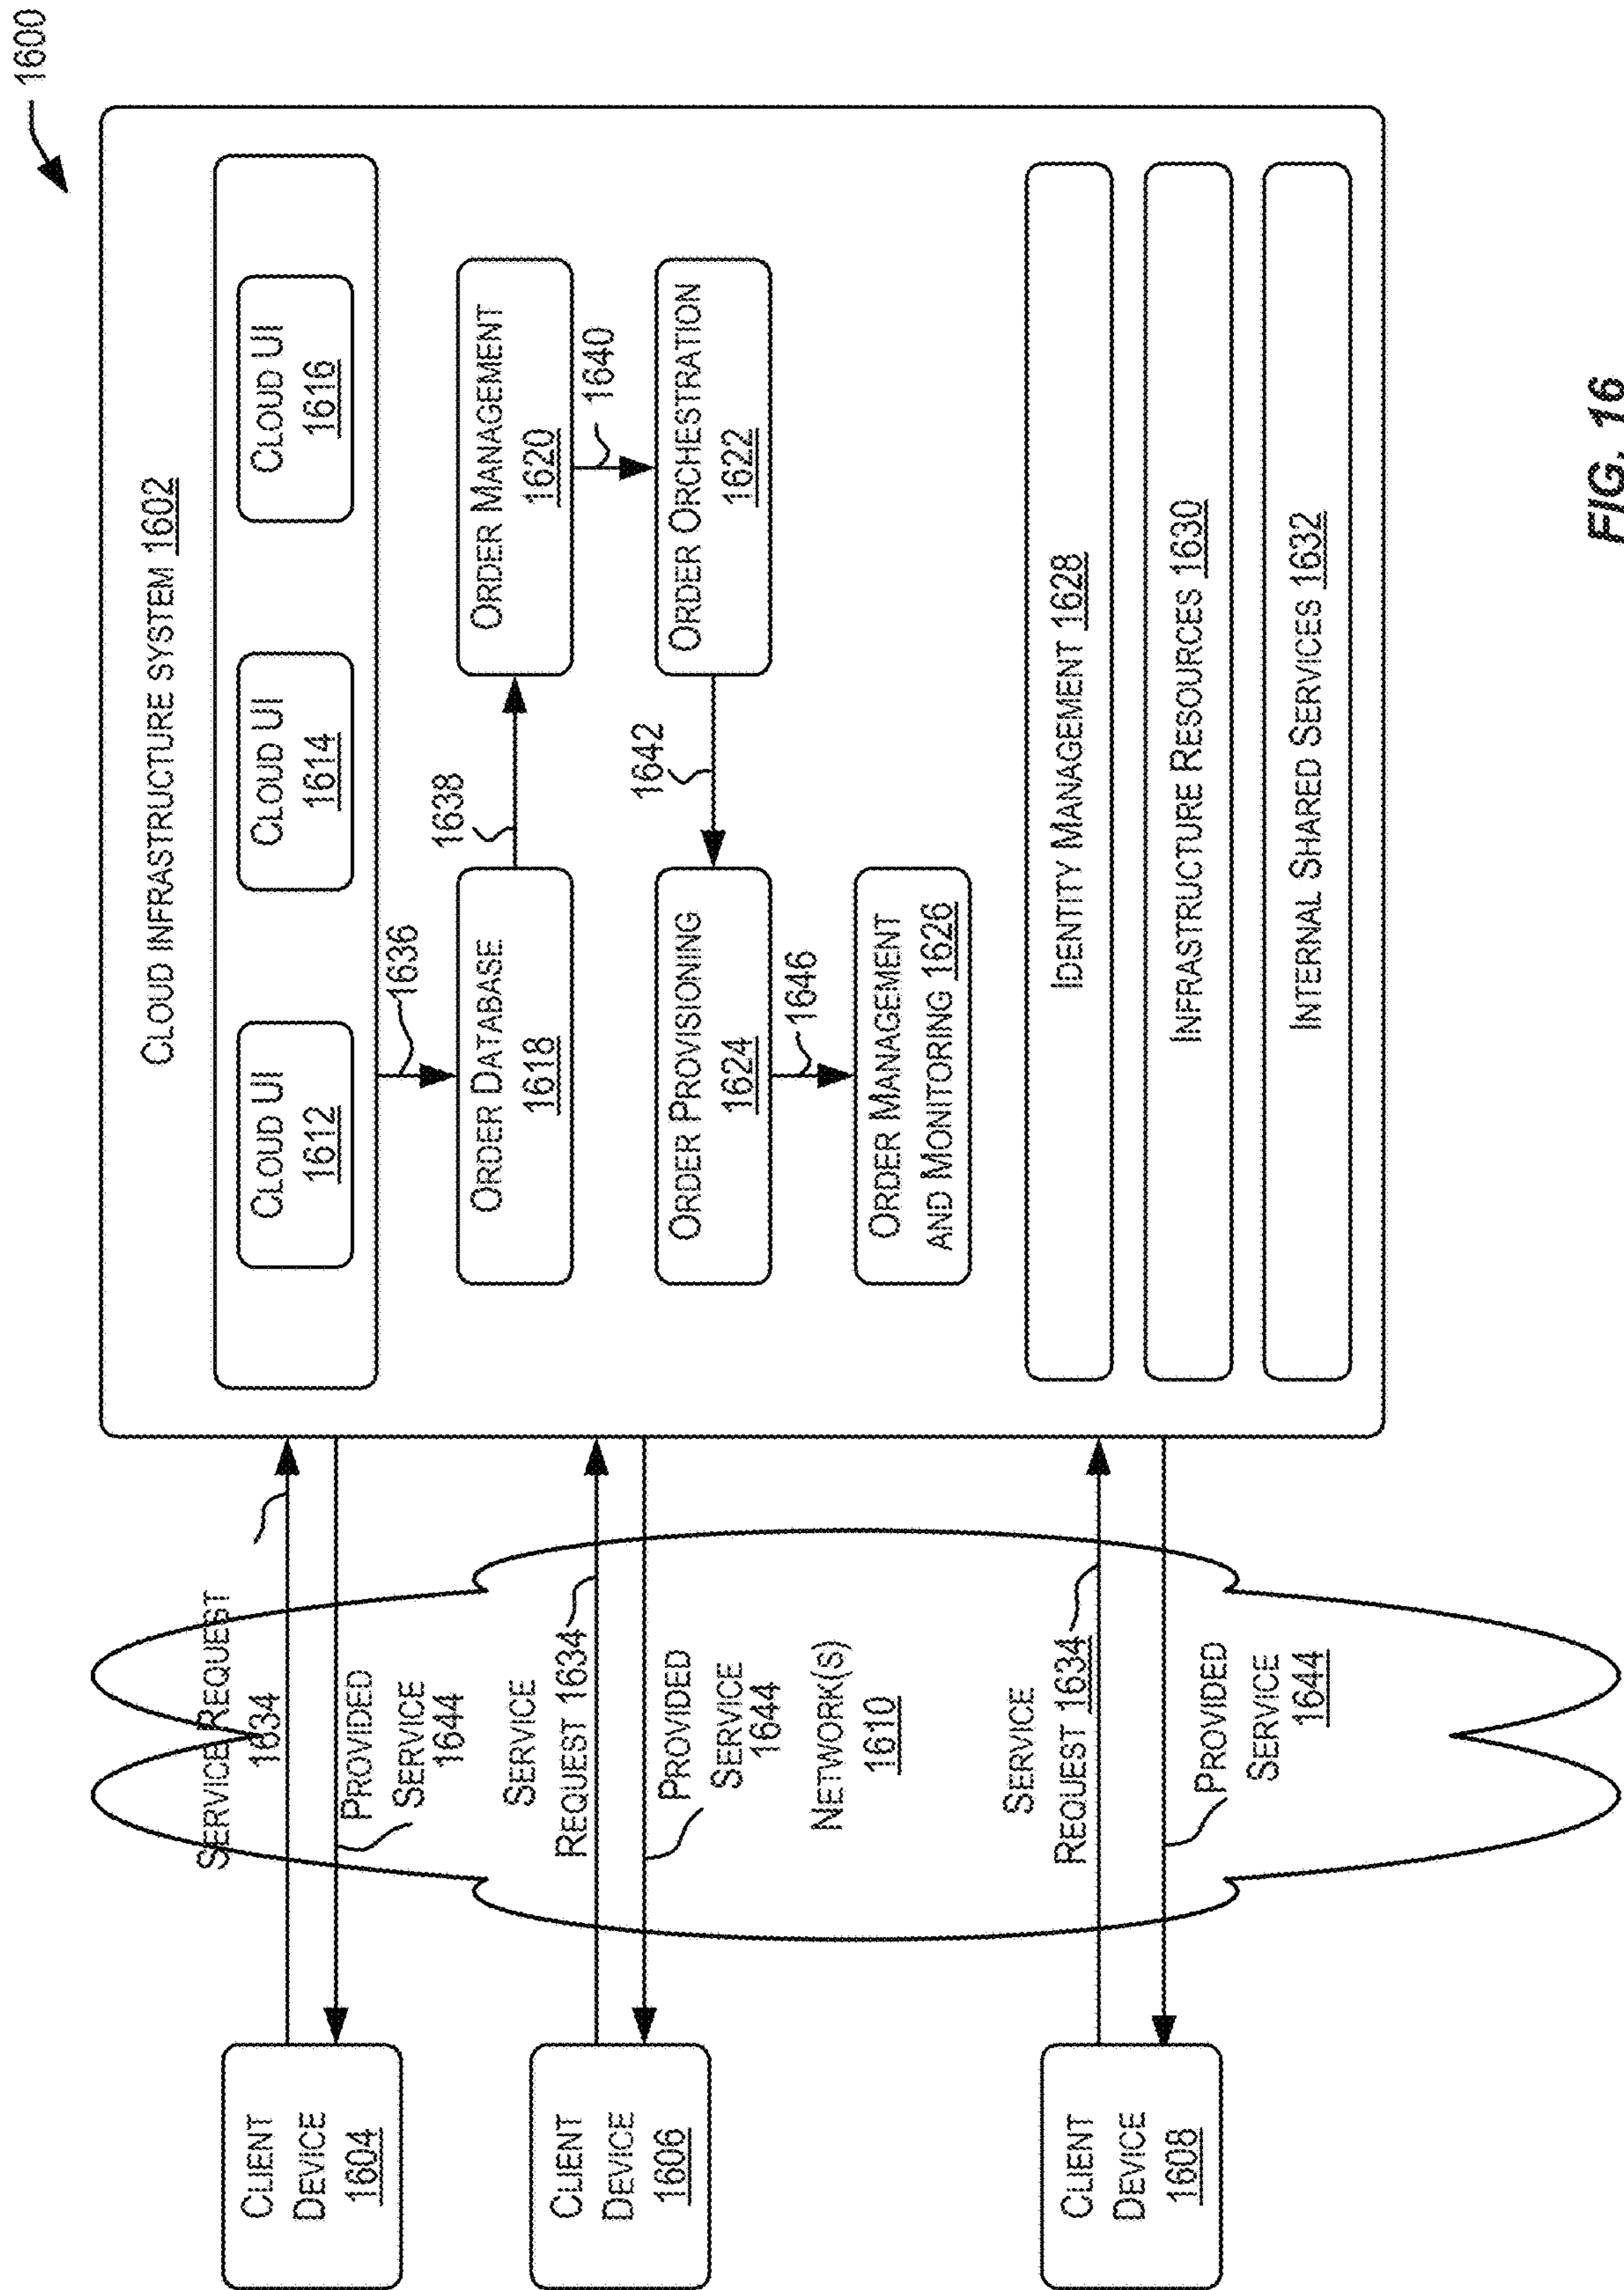 1600
CLOUD INFRASTRUCTURE SYSTEM 1602
CLOUD UI
1612
CLOUD UI
1614
CLOUD UI
1616
1636
ORDER DATABASE
1618
1638
ORDER MANAGEMENT
1620
1640
ORDER ORCHESTRATION
1622
1642
ORDER PROVISIONING
1624
1646
ORDER MANAGEMENT
AND MONITORING 1626
IDENTITY MANAGEMENT 1628
INFRASTRUCTURE RESOURCES 1630
INTERNAL SHARED SERVICES 1632
SERVICE REQUEST
1634
PROVIDED
SERVICE
1644
SERVICE
REQUEST 1634
PROVIDED
SERVICE
1644
NETWORK(S)
1610
SERVICE
REQUEST 1634
PROVIDED
SERVICE
1644
CLIENT
DEVICE
1604
CLIENT
DEVICE
1606
CLIENT
DEVICE
1608
FIG. 16